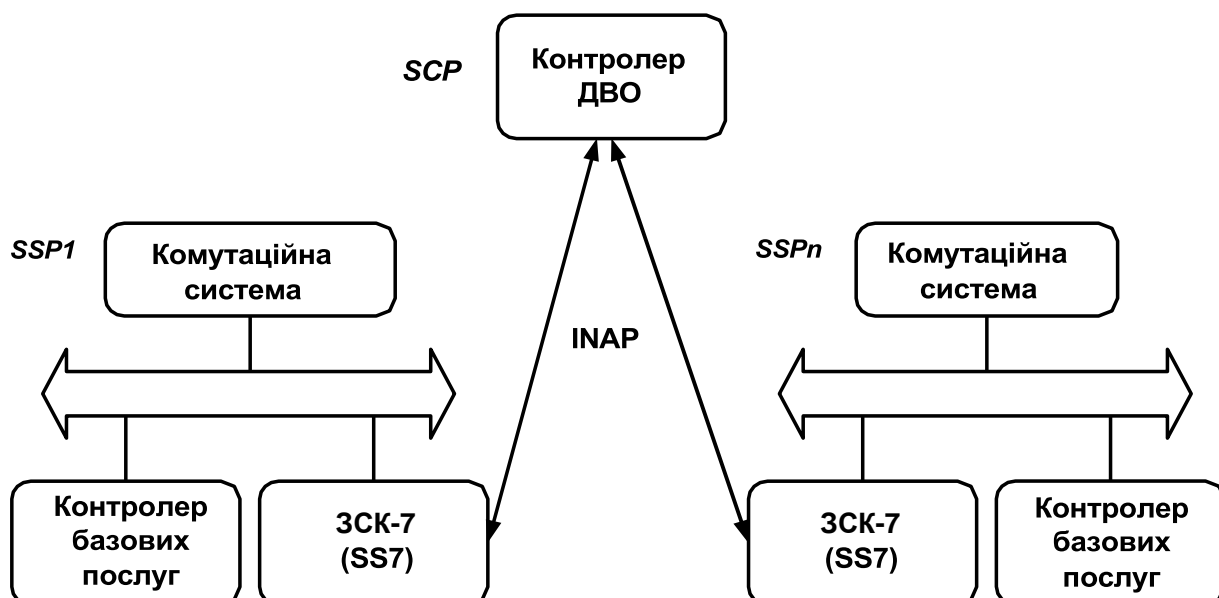 SCP
Контролер
ДВО
SSP1
Комутаційна
система
SSPn
Комутаційна
система
INAP
Контролер
базових
послуг
ЗСК-7
(SS7)
ЗСК-7
(SS7)
Контролер
базових
послуг